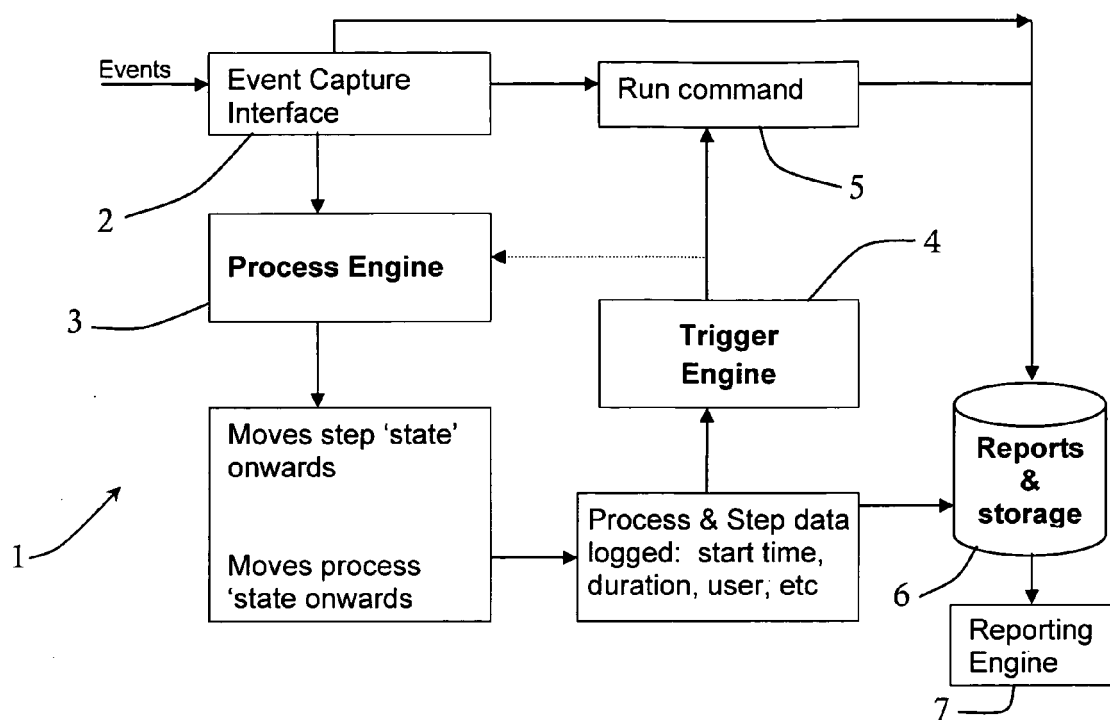 Events
Event Capture
Interface
Run command
2
5
Process Engine
4
3
Trigger
Engine
Moves step ‘state’
onwards
Moves process
‘state onwards
Process & Step data
logged: start time,
duration, user, etc
Reports
&
storage
1
6
Reporting
Engine
7